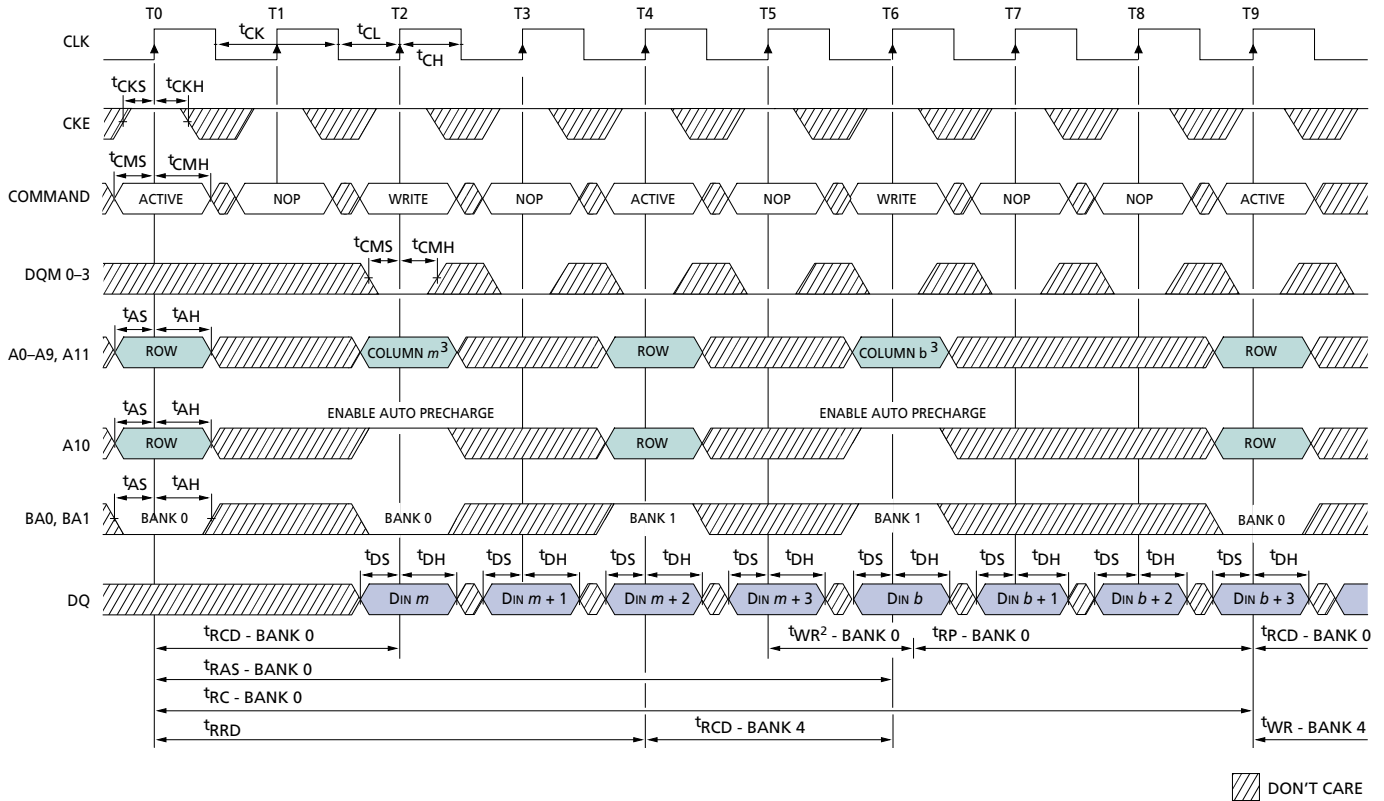 T0 T1 T2 T3 T4 T5 T6 T7 T8 T9
CLK tCK tCL tCH
tCKS tCKH
CKE
tCMS tCMH
COMMAND ACTIVE NOP WRITE NOP ACTIVE NOP WRITE NOP NOP ACTIVE
tCMS tCMH
DQM 0–3
tAS tAH
A0–A9, A11 ROW COLUMN m3 ROW COLUMN b 3 ROW
tAS tAH ENABLE AUTO PRECHARGE ENABLE AUTO PRECHARGE
A10 ROW ROW ROW
tAS tAH
BA0, BA1 BANK 0 BANK 0 BANK 1 BANK 1 BANK 0
tDS tDH tDS tDH tDS tDH tDS tDH tDS tDH tDS tDH tDS tDH tDS tDH
DQ DIN m DIN m + 1 DIN m + 2 DIN m + 3 DIN b DIN b + 1 DIN b + 2 DIN b + 3
tRCD - BANK 0 tWR2 - BANK 0 tRP - BANK 0 tRCD - BANK 0
tRAS - BANK 0
tRC - BANK 0
tRRD tRCD - BANK 4 tWR - BANK 4
DON'T CARE